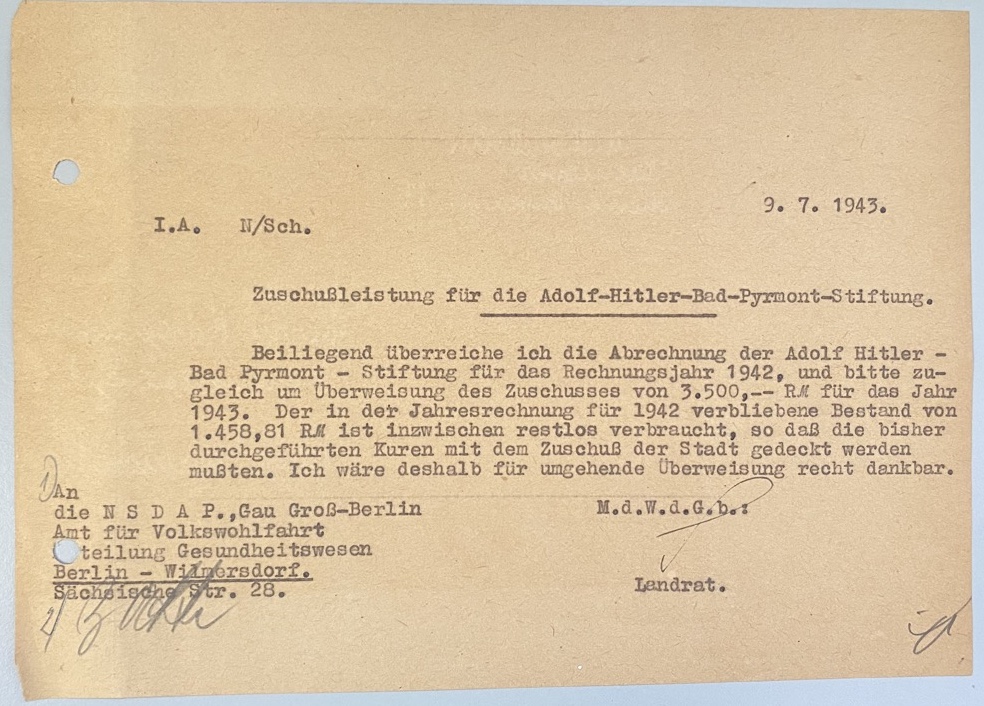 9. 7. 1943.
I.A. N/Sch.
Zuschußleistung für die Adolf-Hitler-Bad-Pyrmont-Stiftung.
Beiliegend überreiche ich die Abrechnung der Adolf Hitler -
Bad Pyrmont - Stiftung für das Rechnungsjahr 1942, und bitte zu-
gleich um Überweisung des Zuschusses von 3.500,-- RM für das Jahr
1943. Der in der Jahresrechnung für 1942 verbliebene Bestand von
1.458,81 RM ist inzwischen restlos verbraucht, so daß die bisher
durchgeführten Kuren mit dem Zuschuß der Stadt gedeckt werden
mußten. Ich wäre deshalb für umgehende Überweisung recht dankbar.
1) An
die N S D A P.,Gau Groß-Berlin
Amt für Volkswohlfahrt
teilung Gesundheitswesen
Berlin - Wilmersdorf.
Sächsische Str. 28.
M.d.W.d.G.b.:
Landrat.
2)